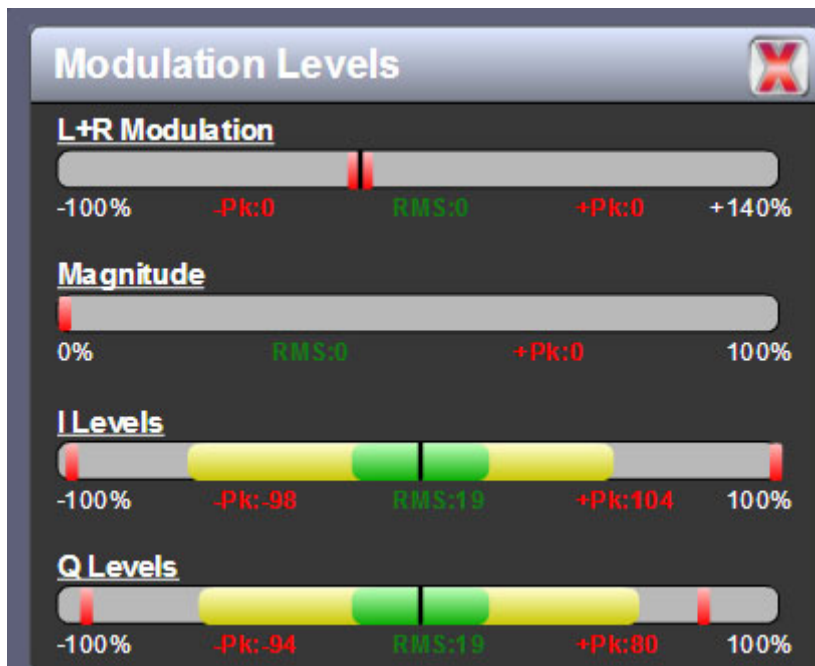 Modulation Levels
L+R Modulation
-100% -Pk:0 RMS:0 +Pk:0 +140%
Magnitude
0% RMS:0 +Pk:0 100%
I Levels
-100% -Pk:-98 RMS:19 +Pk:104 100%
Q Levels
-100% -Pk:-94 RMS:19 +Pk:80 100%